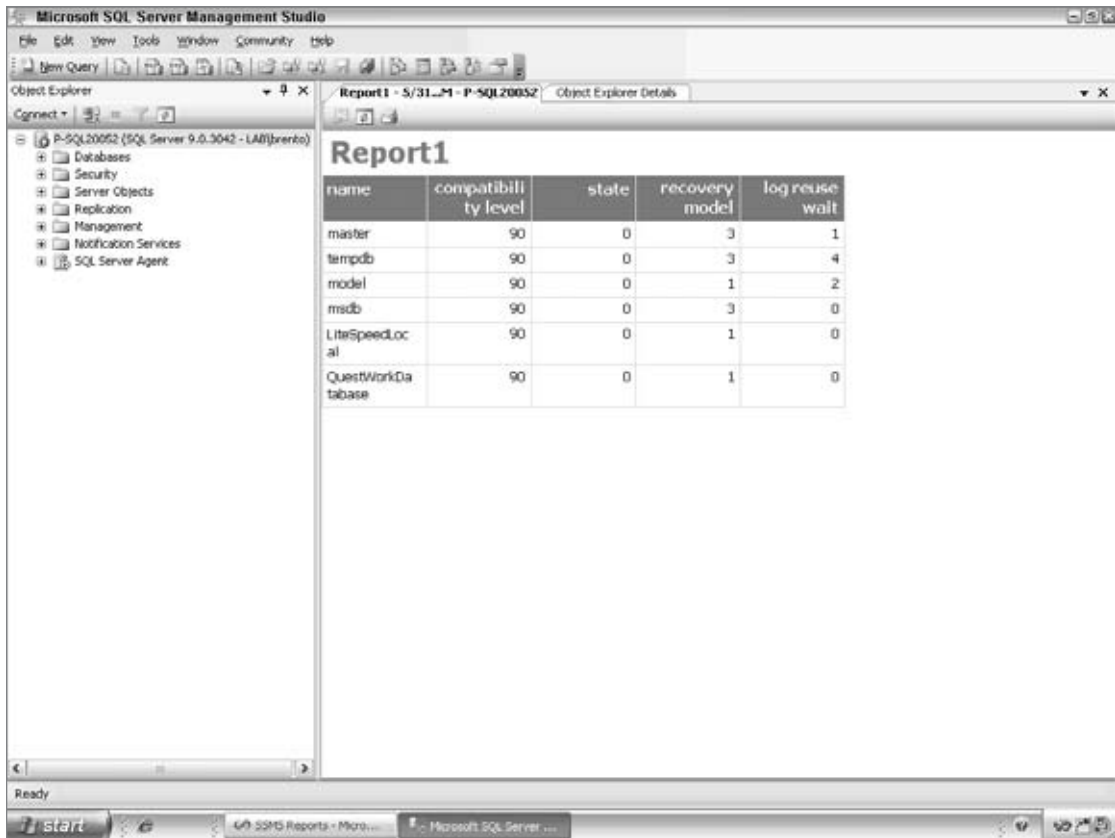 Microsoft SQL Server Management Studio
File Edit View Tools Window Community Help
New Query
Object Explorer
Report1 - 5/31...M - P-SQL20052 Object Explorer Details
Connect
P-SQL20052 (SQL Server 9.0.3042 - LAB\brento)
Databases
Security
Server Objects
Replication
Management
Notification Services
SQL Server Agent
Report1
name compatibili state recovery log reuse
ty level model wait
master 90 0 3 1
tempdb 90 0 3 4
model 90 0 1 2
msdb 90 0 3 0
LiteSpeedLoc 90 0 1 0
al
QuestWorkDa 90 0 1 0
tabase
Ready
start SSMS Reports - Micro... Microsoft SQL Server ...